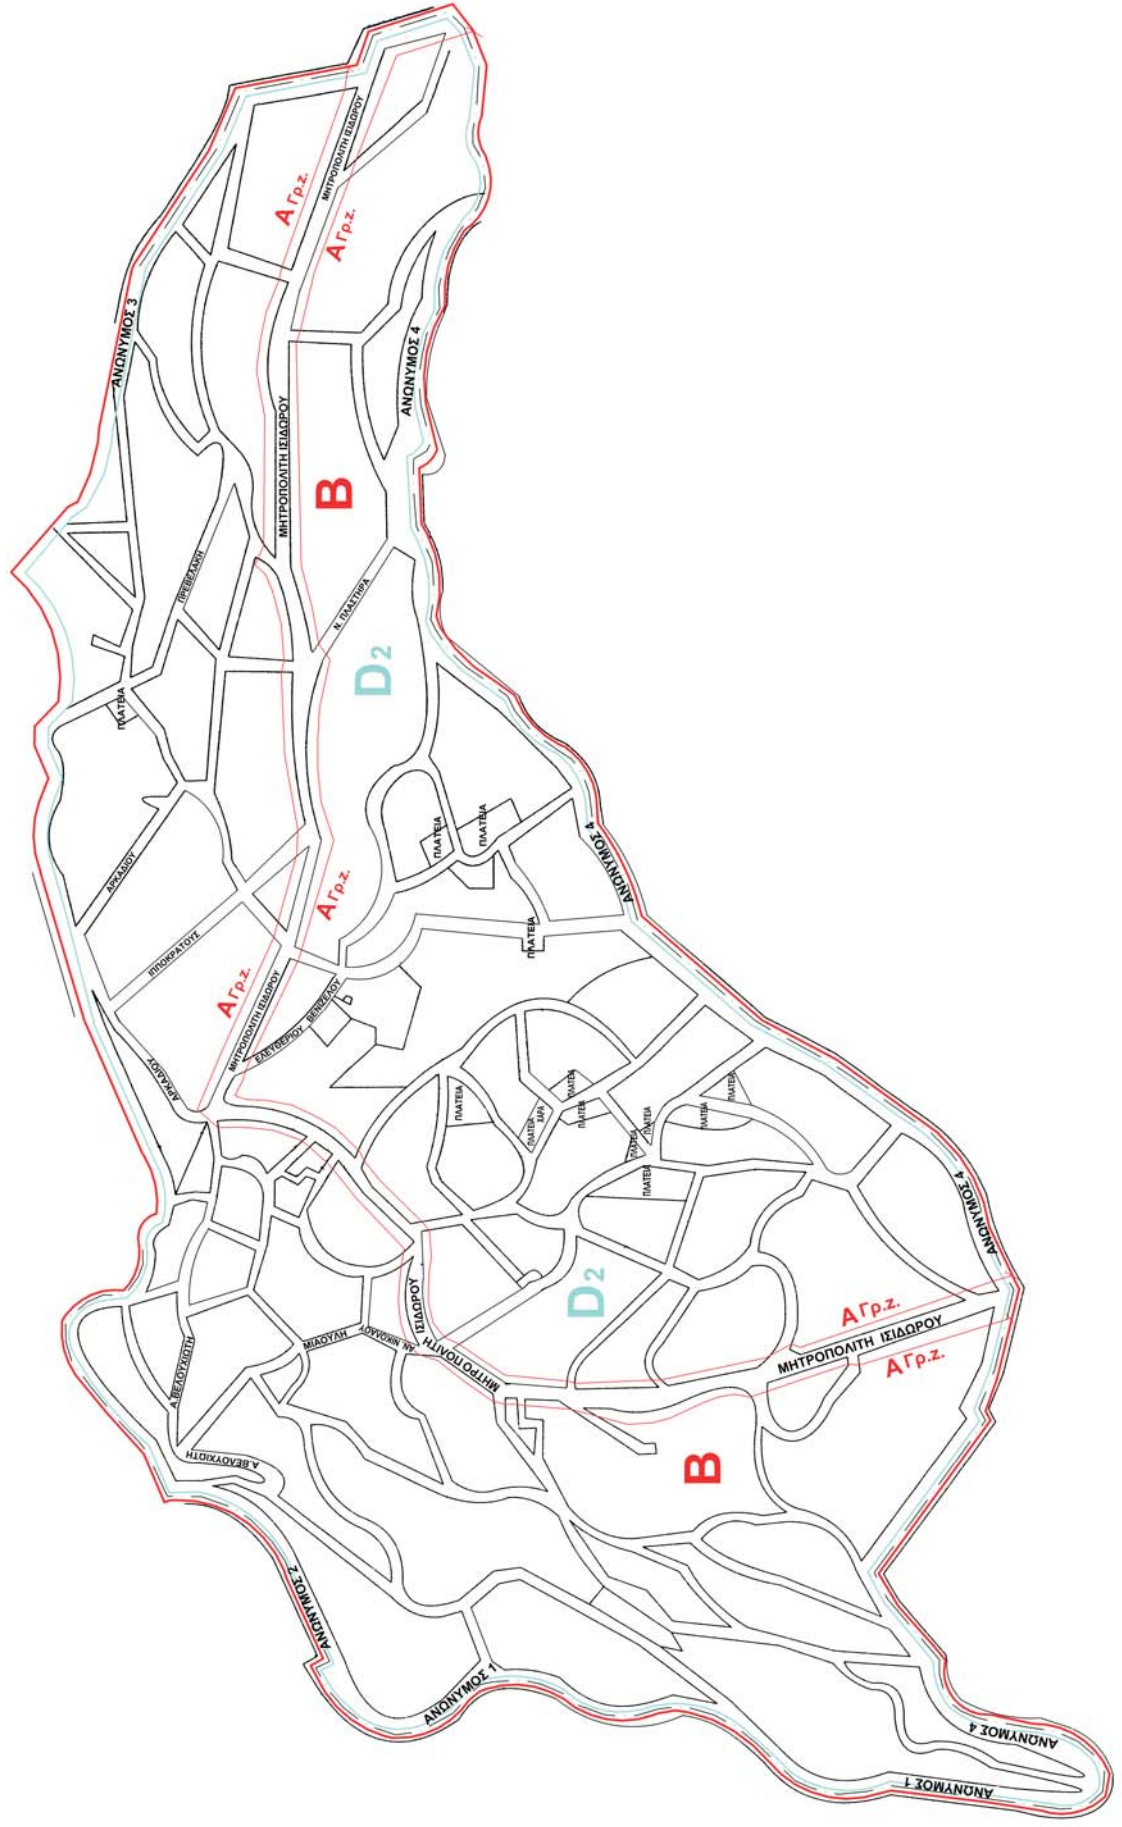 ΜΗΤΡΟΠΟΛΙΤΗ ΙΣΙΔΩΡΟΥ
Α Γρ.z.
Α Γρ.z.
ΑΝΩΝΥΜΟΣ 3
ΑΝΩΝΥΜΟΣ 4
ΜΗΤΡΟΠΟΛΙΤΗ ΙΣΙΔΩΡΟΥ
B
ΠΡΕΒΕΛΑΚΗ
Ν. ΠΛΑΣΤΗΡΑ
D2
ΠΛΑΤΕΙΑ
ΠΛΑΤΕΙΑ
ΠΛΑΤΕΙΑ
ΑΡΚΑΔΙΟΥ
Α Γρ.z.
ΑΝΩΝΥΜΟΣ 4
ΙΠΠΟΚΡΑΤΟΥΣ
ΠΛΑΤΕΙΑ
Α Γρ.z.
ΜΗΤΡΟΠΟΛΙΤΗ ΙΣΙΔΩΡΟΥ
ΕΛΕΥΘΕΡΙΟΥ ΒΕΝΙΖΕΛΟΥ
ΑΡΚΑΔΙΟΥ
ΠΛΑΤΕΙΑ
ΠΛΑΤΕΙΑ
ΧΑΡΑ
ΠΛΑΤΕΙΑ
ΠΛΑΤΕΙΑ
ΠΛΑΤΕΙΑ
ΠΛΑΤΕΙΑ
ΠΛΑΤΕΙΑ
ΠΛΑΤΕΙΑ
ΠΛΑΤΕΙΑ
ΑΝΩΝΥΜΟΣ 4
D2
ΜΗΤΡΟΠΟΛΙΤΗ ΙΣΙΔΩΡΟΥ
ΑΝ. ΝΙΚΟΛΑΟΥ
ΜΙΑΟΥΛΗ
Α.ΒΕΛΟΥΧΙΩΤΗ
Α.ΒΕΛΟΥΧΙΩΤΗ
Α Γρ.z.
ΜΗΤΡΟΠΟΛΙΤΗ ΙΣΙΔΩΡΟΥ
Α Γρ.z.
B
ΑΝΩΝΥΜΟΣ 2
ΑΝΩΝΥΜΟΣ 1
ΑΝΩΝΥΜΟΣ 4
ΑΝΩΝΥΜΟΣ 1